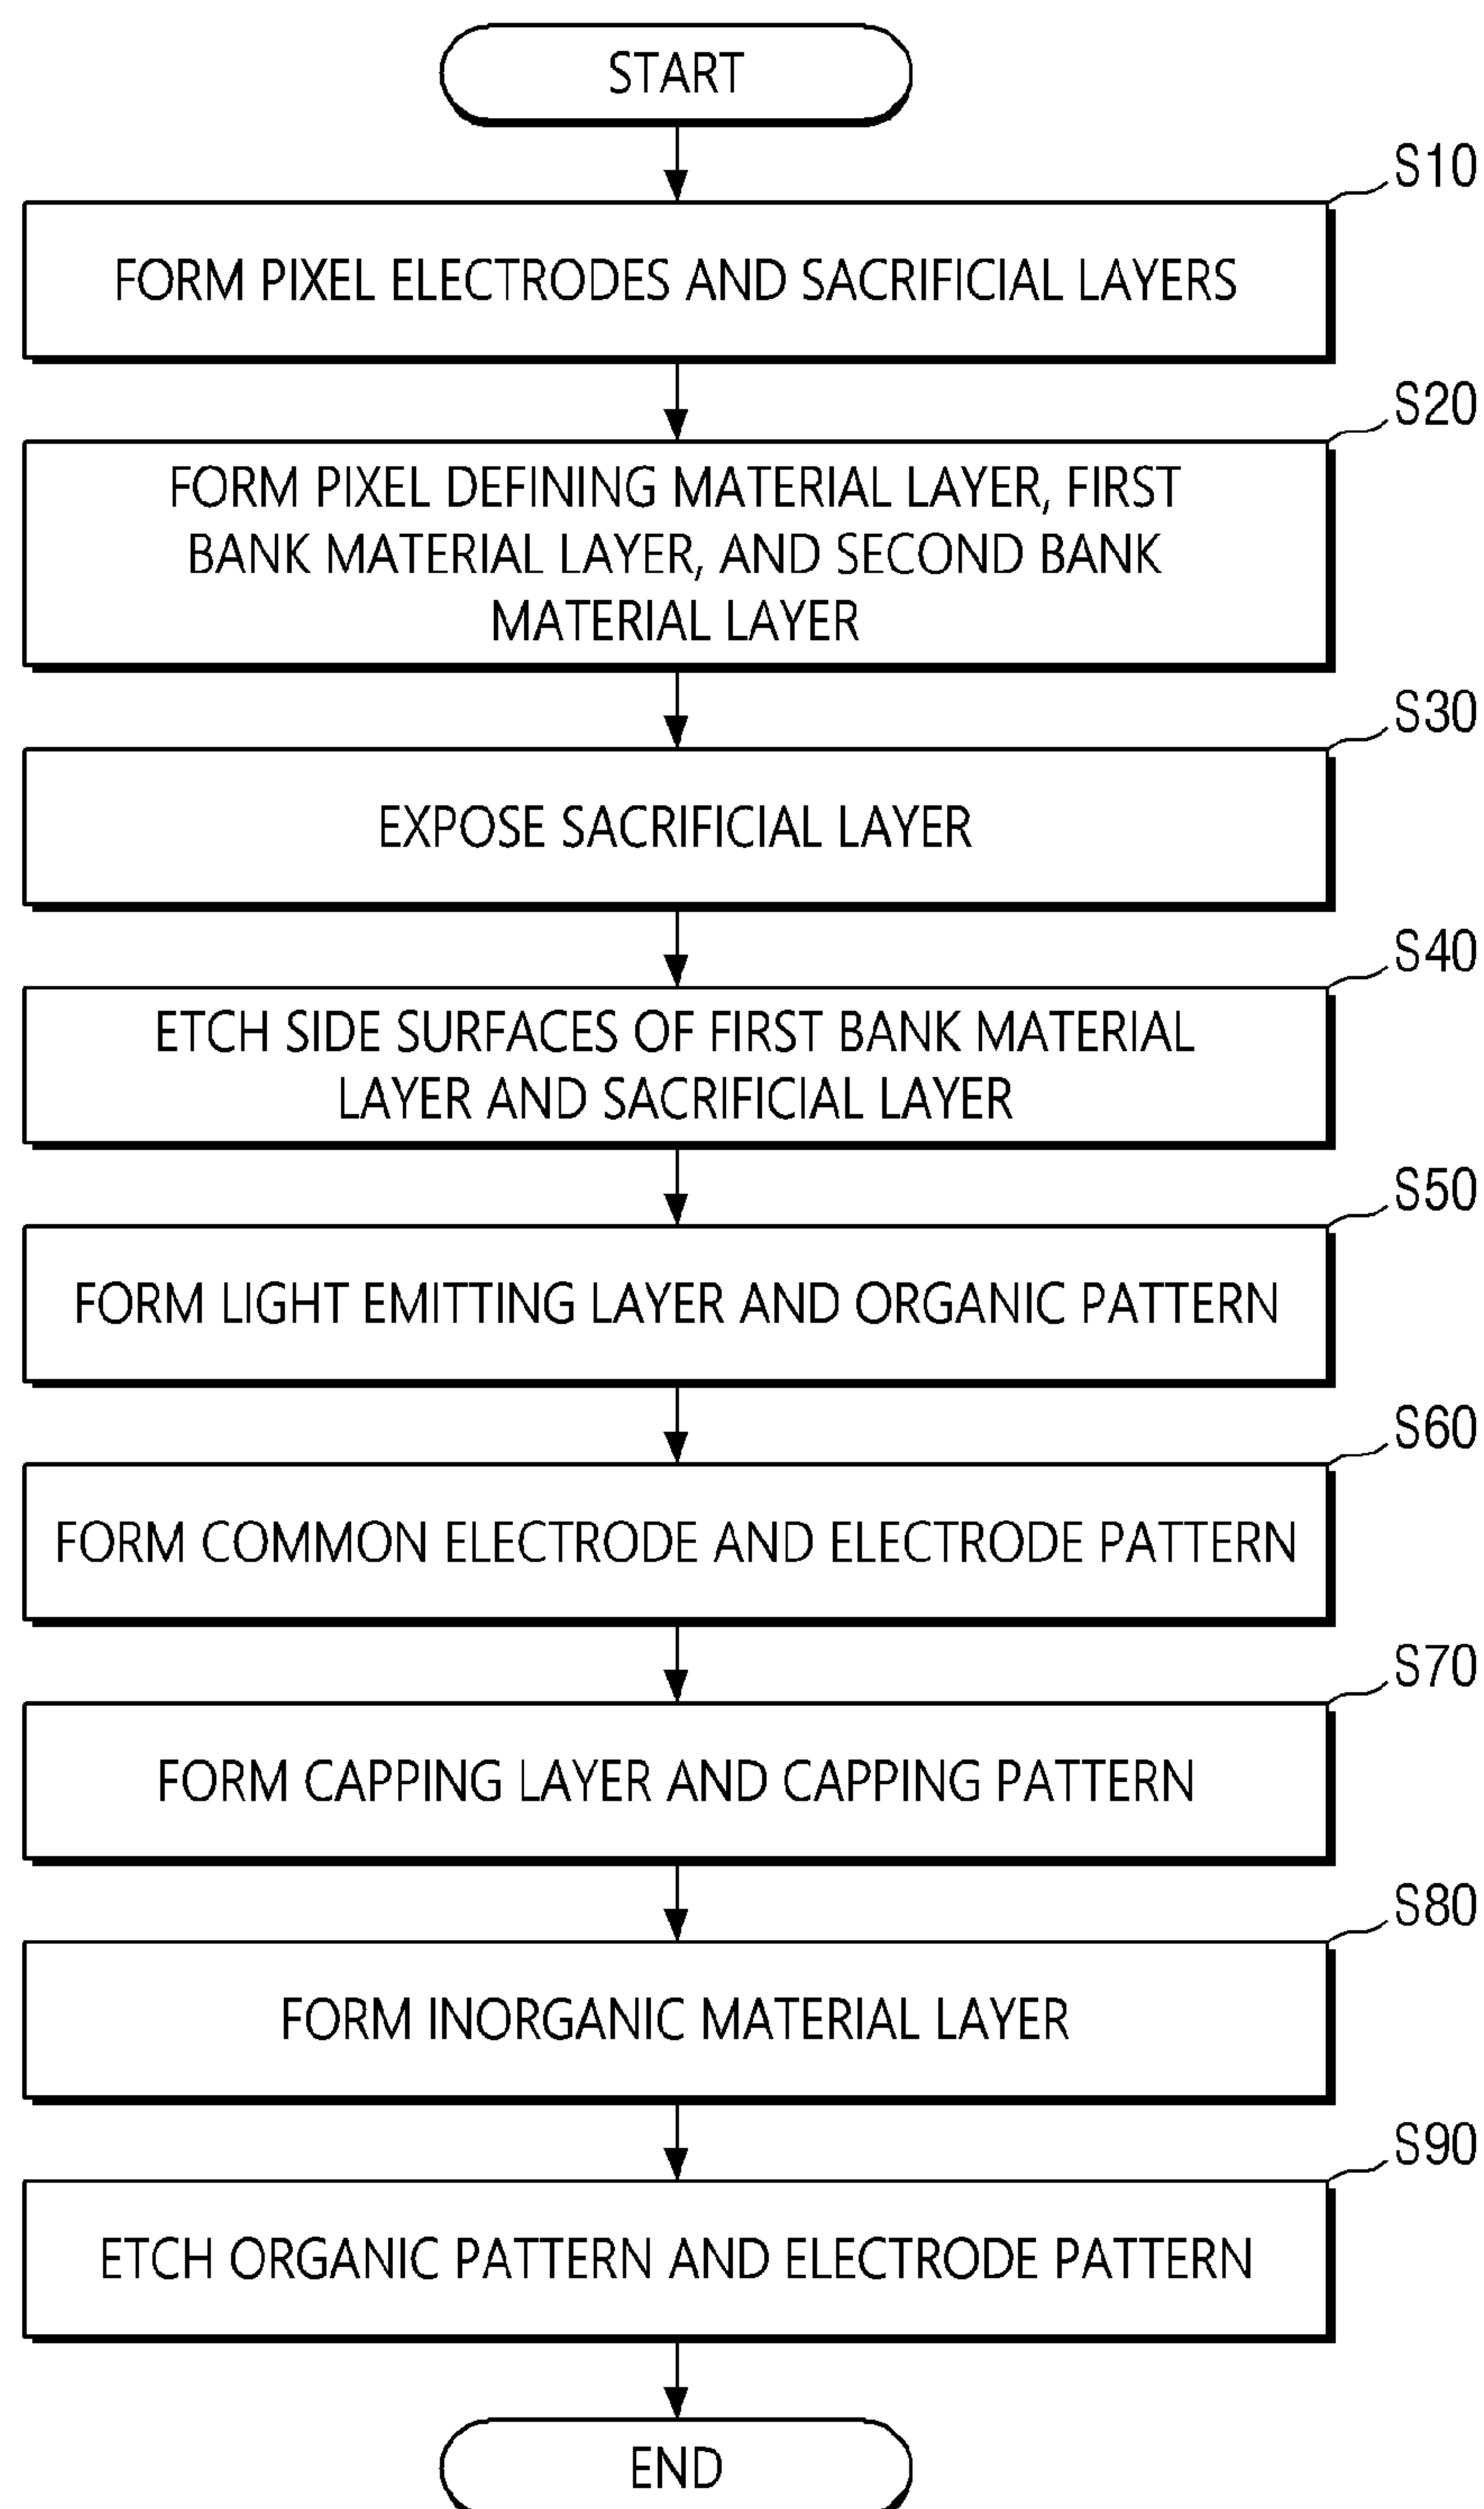 START
S10
FORM PIXEL ELECTRODES AND SACRIFICIAL LAYERS
S20
FORM PIXEL DEFINING MATERIAL LAYER, FIRST
BANK MATERIAL LAYER, AND SECOND BANK
MATERIAL LAYER
S30
EXPOSE SACRIFICIAL LAYER
S40
ETCH SIDE SURFACES OF FIRST BANK MATERIAL
LAYER AND SACRIFICIAL LAYER
S50
FORM LIGHT EMITTING LAYER AND ORGANIC PATTERN
S60
FORM COMMON ELECTRODE AND ELECTRODE PATTERN
S70
FORM CAPPING LAYER AND CAPPING PATTERN
S80
FORM INORGANIC MATERIAL LAYER
S90
ETCH ORGANIC PATTERN AND ELECTRODE PATTERN
END